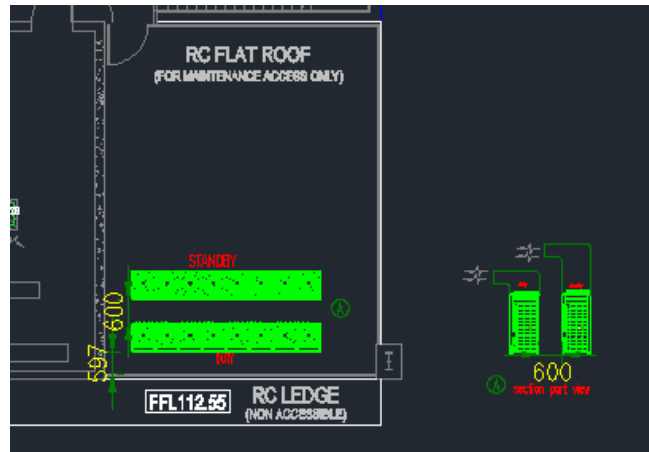 RC FLAT ROOF
(FOR MAINTENANCE ACCESS ONLY)
STANDBY
600
A
DUTY
597
I
FFL112.55
RC LEDGE
(NON ACCESSIBLE)
600
A
section part view